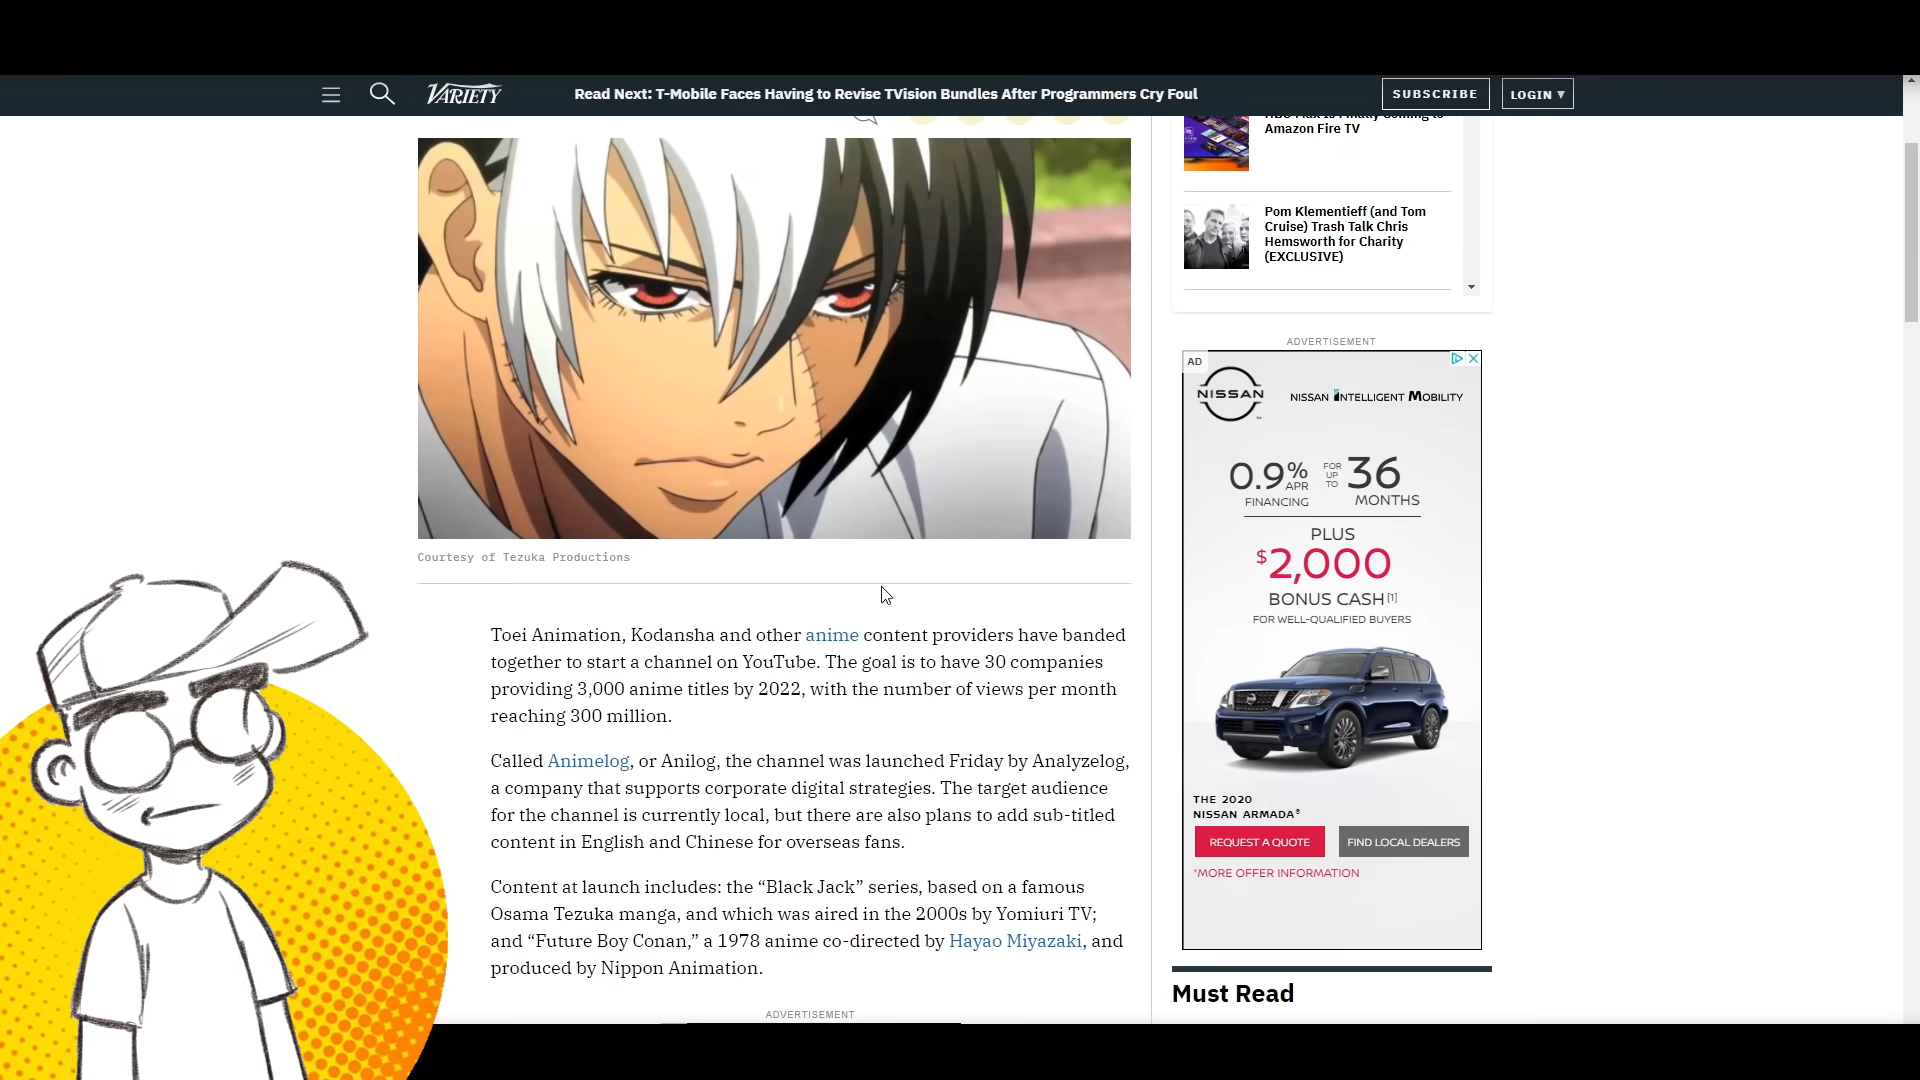 VARIETY
Read Next: T-Mobile Faces Having to Revise TVision Bundles After Programmers Cry Foul
SUBSCRIBE
LOGIN ▾
Courtesy of Tezuka Productions
Toei Animation, Kodansha and other anime content providers have banded
together to start a channel on YouTube. The goal is to have 30 companies
providing 3,000 anime titles by 2022, with the number of views per month
reaching 300 million.
Called Animelog, or Anilog, the channel was launched Friday by Analyzelog,
a company that supports corporate digital strategies. The target audience
for the channel is currently local, but there are also plans to add sub-titled
content in English and Chinese for overseas fans.
Content at launch includes: the “Black Jack” series, based on a famous
Osama Tezuka manga, and which was aired in the 2000s by Yomiuri TV;
and “Future Boy Conan,” a 1978 anime co-directed by Hayao Miyazaki, and
produced by Nippon Animation.
ADVERTISEMENT
HBO Max Is Finally Coming to
Amazon Fire TV
Pom Klementieff (and Tom
Cruise) Trash Talk Chris
Hemsworth for Charity
(EXCLUSIVE)
ADVERTISEMENT
AD
NISSAN
NISSAN INTELLIGENT MOBILITY
0.9% APR FINANCING
FOR UP TO
36 MONTHS
PLUS
$2,000
BONUS CASH[1]
FOR WELL-QUALIFIED BUYERS
THE 2020
NISSAN ARMADA®
REQUEST A QUOTE
FIND LOCAL DEALERS
*MORE OFFER INFORMATION
Must Read